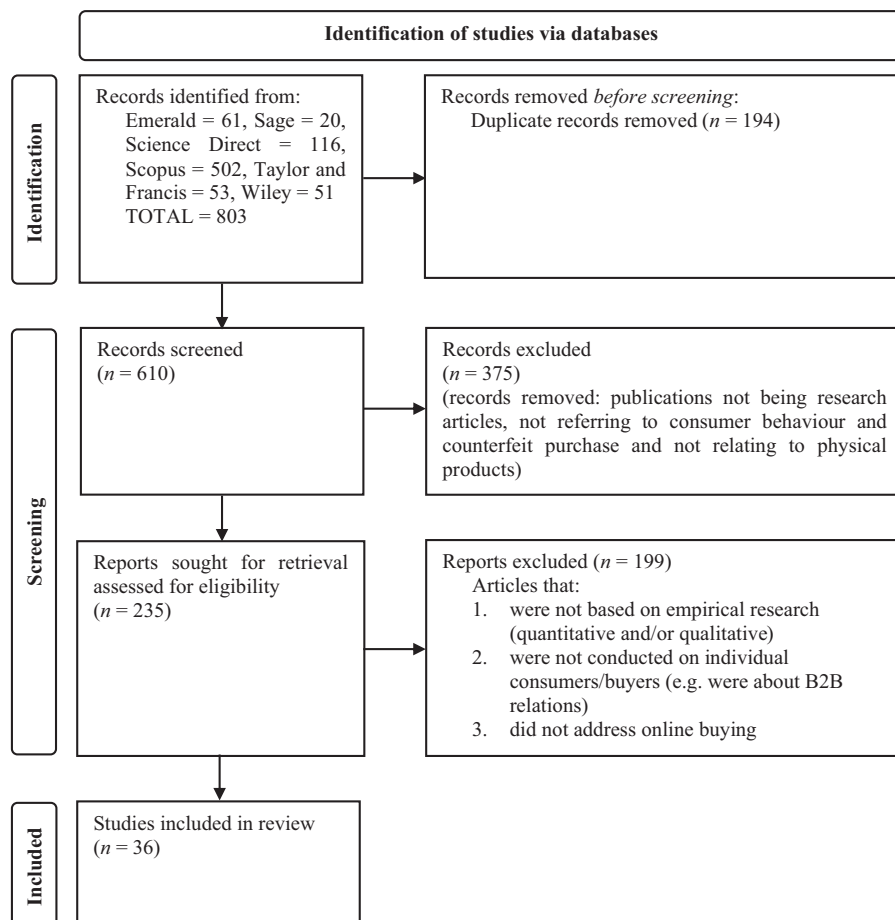 Identification of studies via databases
Identification
Records identified from:
Emerald = 61, Sage = 20,
Science Direct = 116,
Scopus = 502, Taylor and
Francis = 53, Wiley = 51
TOTAL = 803
Records removed before screening:
Duplicate records removed (n = 194)
Screening
Records screened
(n = 610)
Records excluded
(n = 375)
(records removed: publications not being research
articles, not referring to consumer behaviour and
counterfeit purchase and not relating to physical
products)
Reports sought for retrieval
assessed for eligibility
(n = 235)
Reports excluded (n = 199)
Articles that:
1. were not based on empirical research
(quantitative and/or qualitative)
2. were not conducted on individual
consumers/buyers (e.g. were about B2B
relations)
3. did not address online buying
Included
Studies included in review
(n = 36)